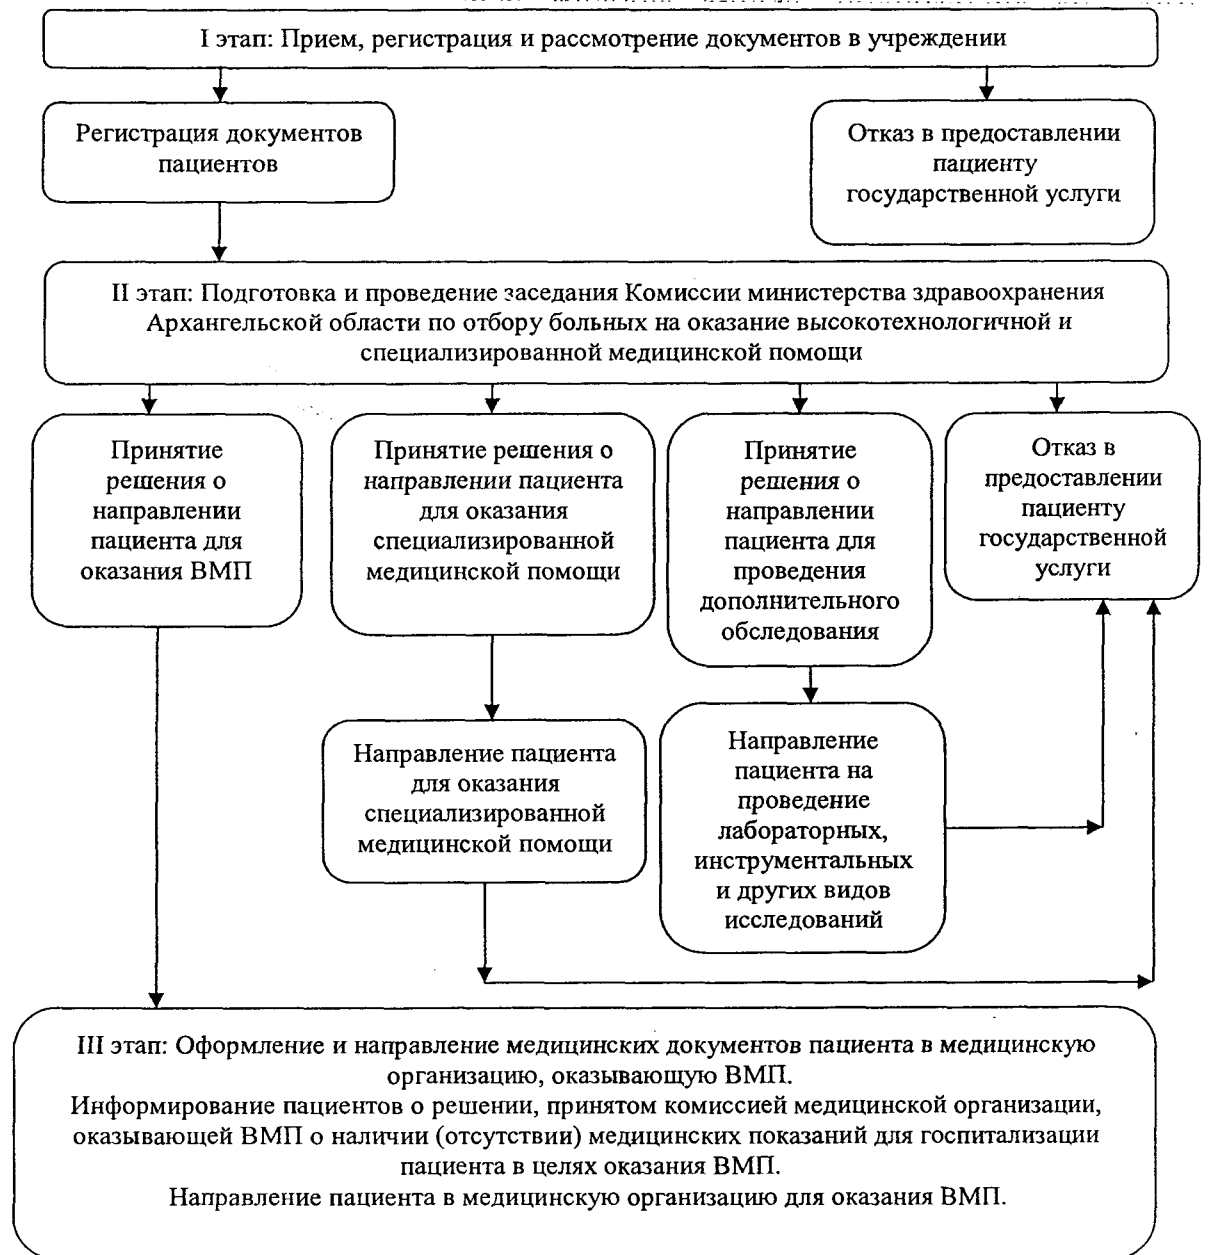 I этап: Прием, регистрация и рассмотрение документов в учреждении
Регистрация документов
пациентов
Отказ в предоставлении
пациенту
государственной услуги
II этап: Подготовка и проведение заседания Комиссии министерства здравоохранения
Архангельской области по отбору больных на оказание высокотехнологичной и
специализированной медицинской помощи
Принятие
решения о
направлении
пациента для
оказания ВМП
Принятие решения о
направлении пациента
для оказания
специализированной
медицинской помощи
Принятие
решения о
направлении
пациента для
проведения
дополнительного
обследования
Отказ в
предоставлении
пациенту
государственной
услуги
Направление пациента
для оказания
специализированной
медицинской помощи
Направление
пациента на
проведение
лабораторных,
инструментальных
и других видов
исследований
III этап: Оформление и направление медицинских документов пациента в медицинскую
организацию, оказывающую ВМП.
Информирование пациентов о решении, принятом комиссией медицинской организации,
оказывающей ВМП о наличии (отсутствии) медицинских показаний для госпитализации
пациента в целях оказания ВМП.
Направление пациента в медицинскую организацию для оказания ВМП.